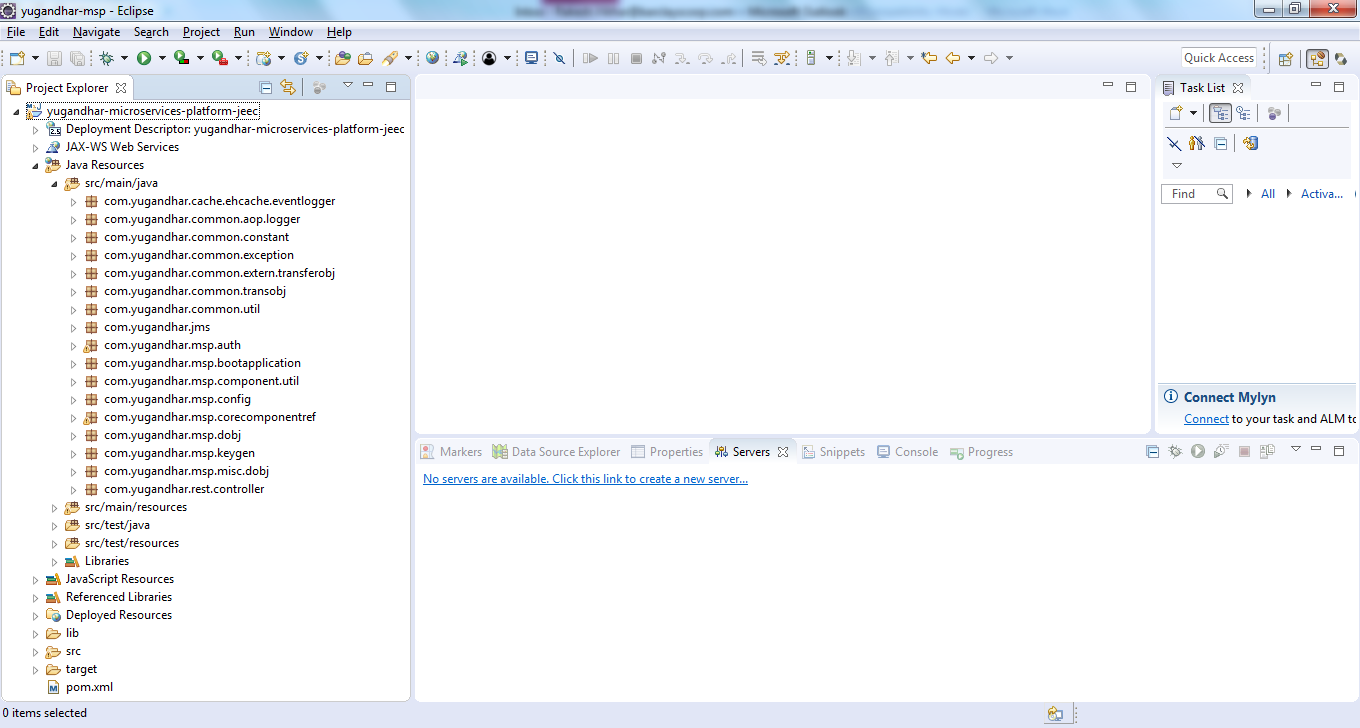 yugandhar-msp - Eclipse
File Edit Navigate Search Project Run Window Help
Quick Access
Project Explorer
yugandhar-microservices-platform-jeec
Deployment Descriptor: yugandhar-microservices-platform-jeec
JAX-WS Web Services
Java Resources
src/main/java
com.yugandhar.cache.ehcache.eventlogger
com.yugandhar.common.aop.logger
com.yugandhar.common.constant
com.yugandhar.common.exception
com.yugandhar.common.extern.transferobj
com.yugandhar.common.transobj
com.yugandhar.common.util
com.yugandhar.jms
com.yugandhar.msp.auth
com.yugandhar.msp.bootapplication
com.yugandhar.msp.component.util
com.yugandhar.msp.config
com.yugandhar.msp.corecomponentref
com.yugandhar.msp.dobj
com.yugandhar.msp.keygen
com.yugandhar.msp.misc.dobj
com.yugandhar.rest.controller
src/main/resources
src/test/java
src/test/resources
Libraries
JavaScript Resources
Referenced Libraries
Deployed Resources
lib
src
target
pom.xml
Task List
Find All Activa...
Connect Mylyn
Connect to your task and ALM to
Markers Data Source Explorer Properties Servers Snippets Console Progress
No servers are available. Click this link to create a new server...
0 items selected